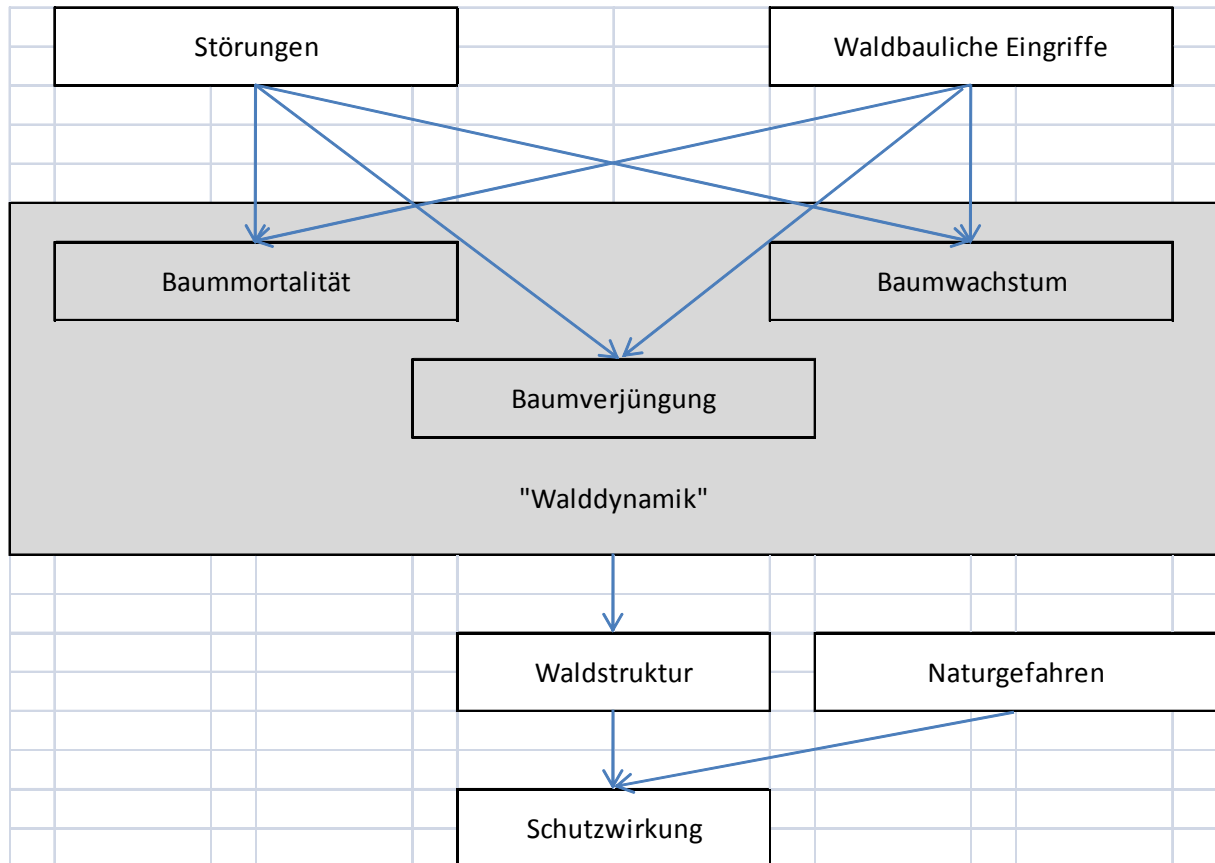 Störungen
Waldbauliche Eingriffe
Baummortalität
Baumwachstum
Baumverjüngung
"Walddynamik"
Waldstruktur
Naturgefahren
Schutzwirkung